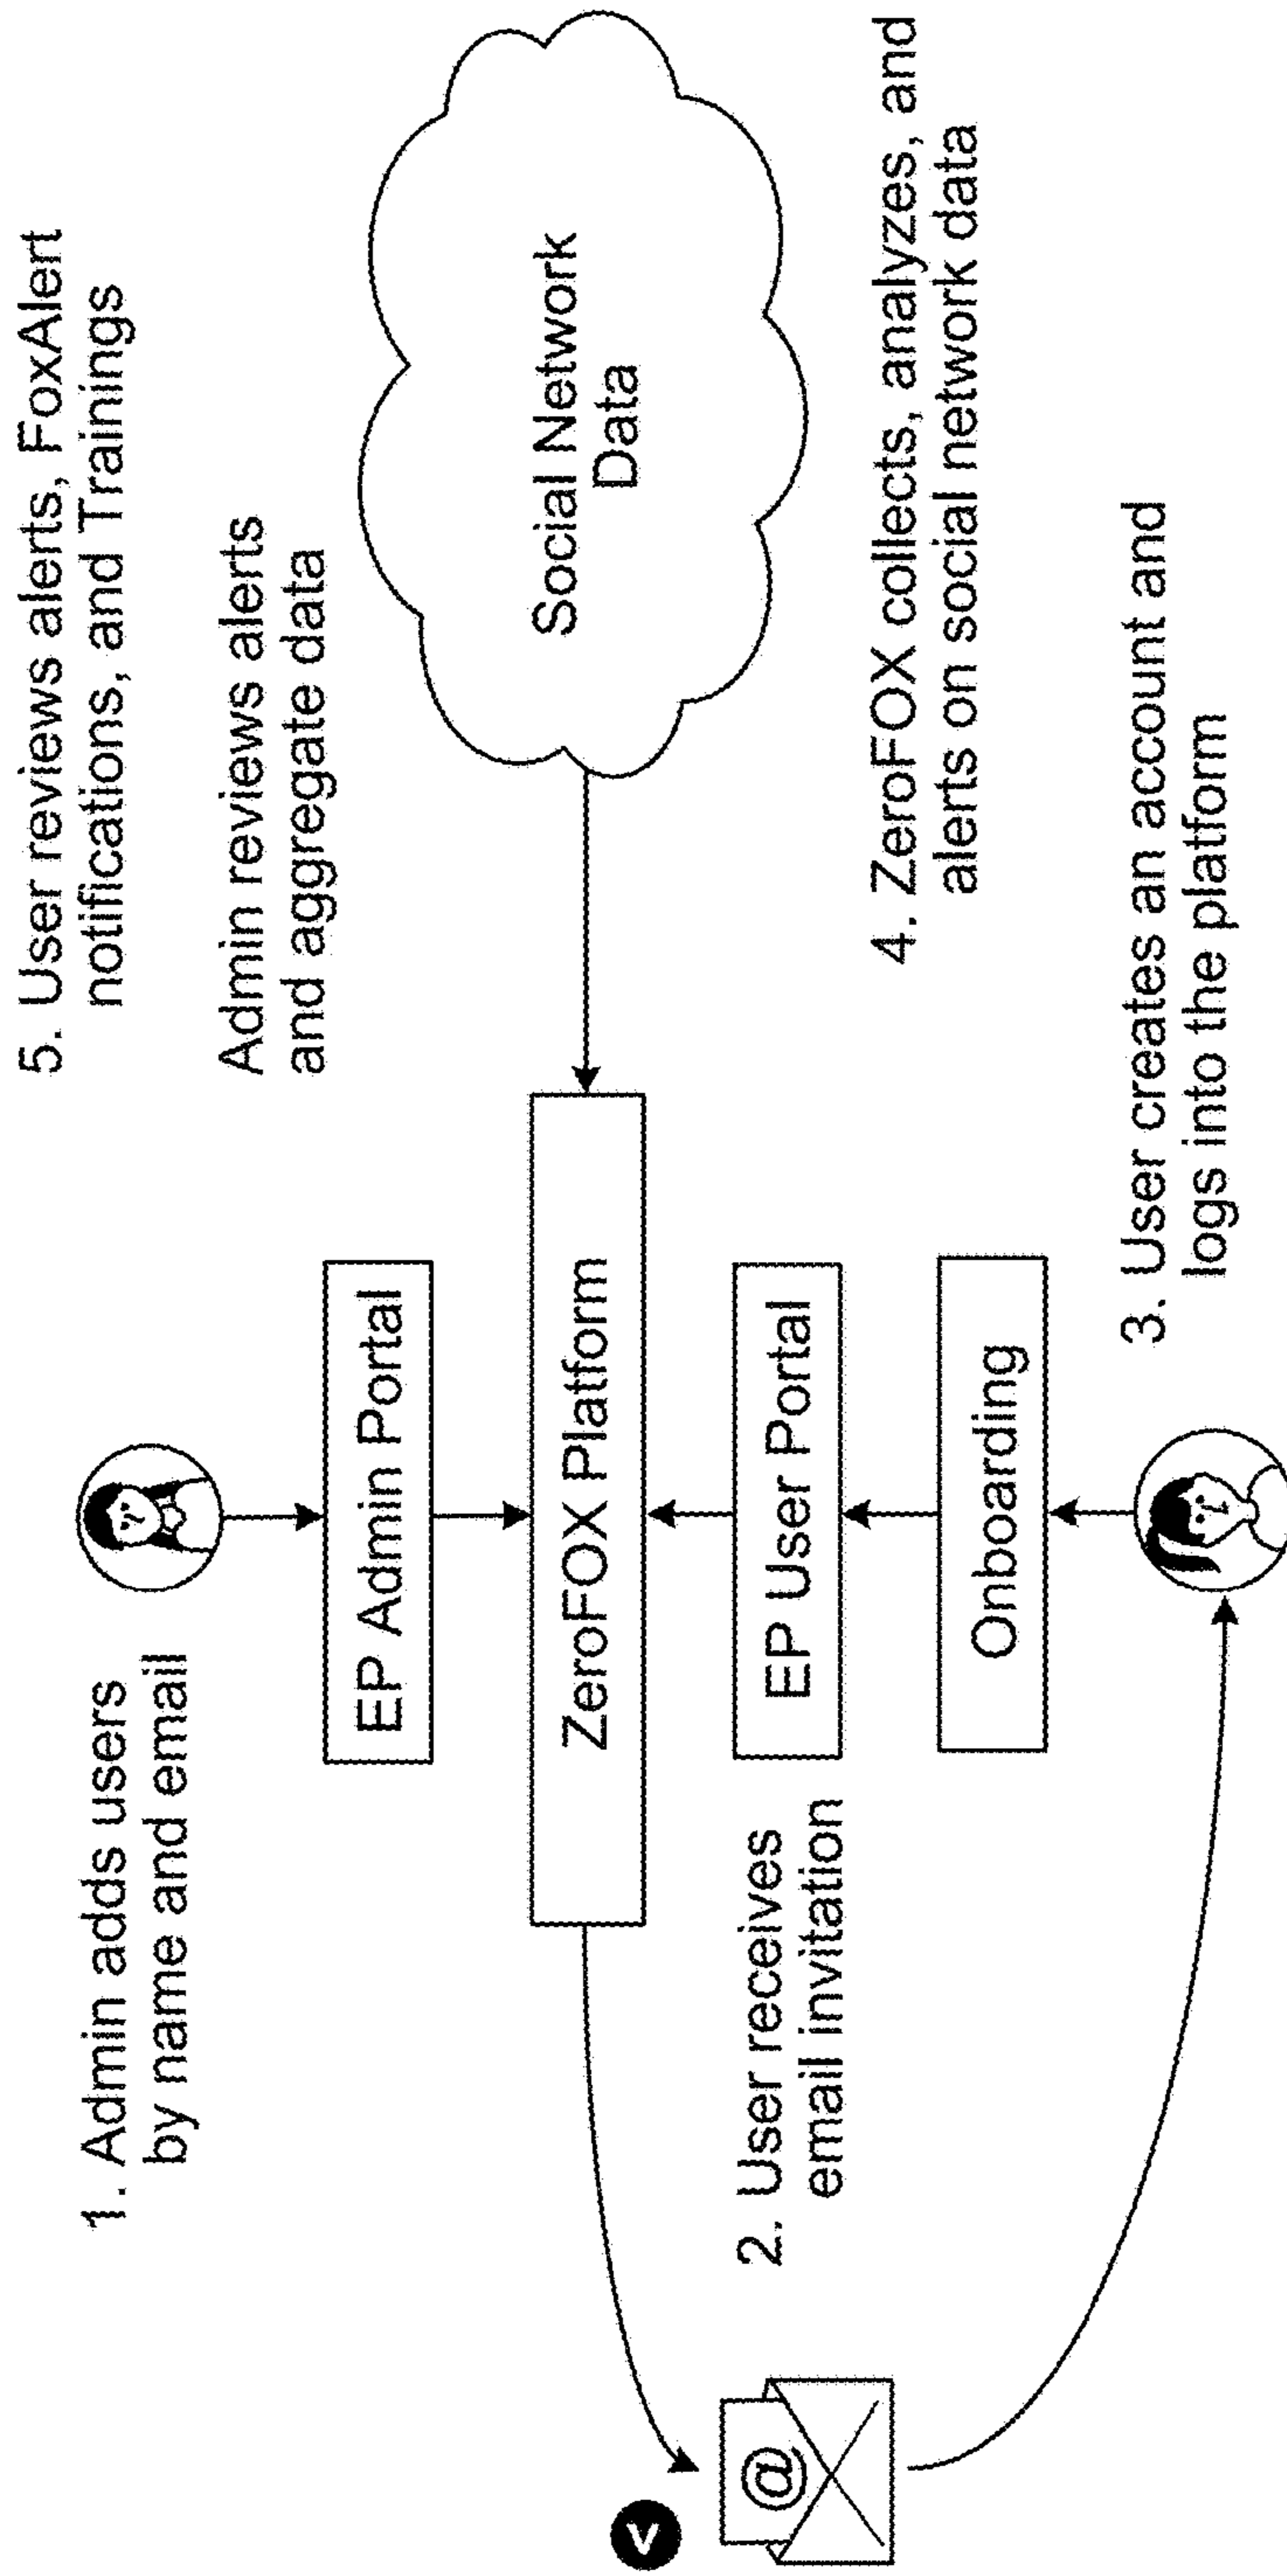 1. Admin adds users
by name and email
5. User reviews alerts, FoxAlert
notifications, and Trainings
Admin reviews alerts
and aggregate data
EP Admin Portal
ZeroFOX Platform
Social Network
Data
V
@
2. User receives
email invitation
EP User Portal
Onboarding
4. ZeroFOX collects, analyzes, and
alerts on social network data
3. User creates an account and
logs into the platform